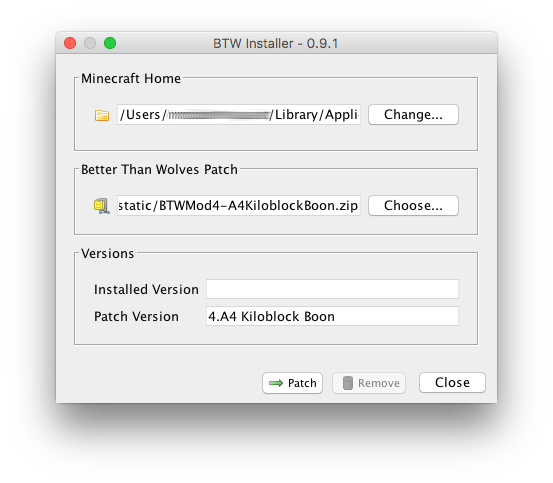 BTW Installer - 0.9.1
Minecraft Home
/Users/ /Library/Appli
Change...
Better Than Wolves Patch
static/BTWMod4-A4KiloblockBoon.zip
Choose...
Versions
Installed Version
Patch Version 4.A4 Kiloblock Boon
Patch Remove Close